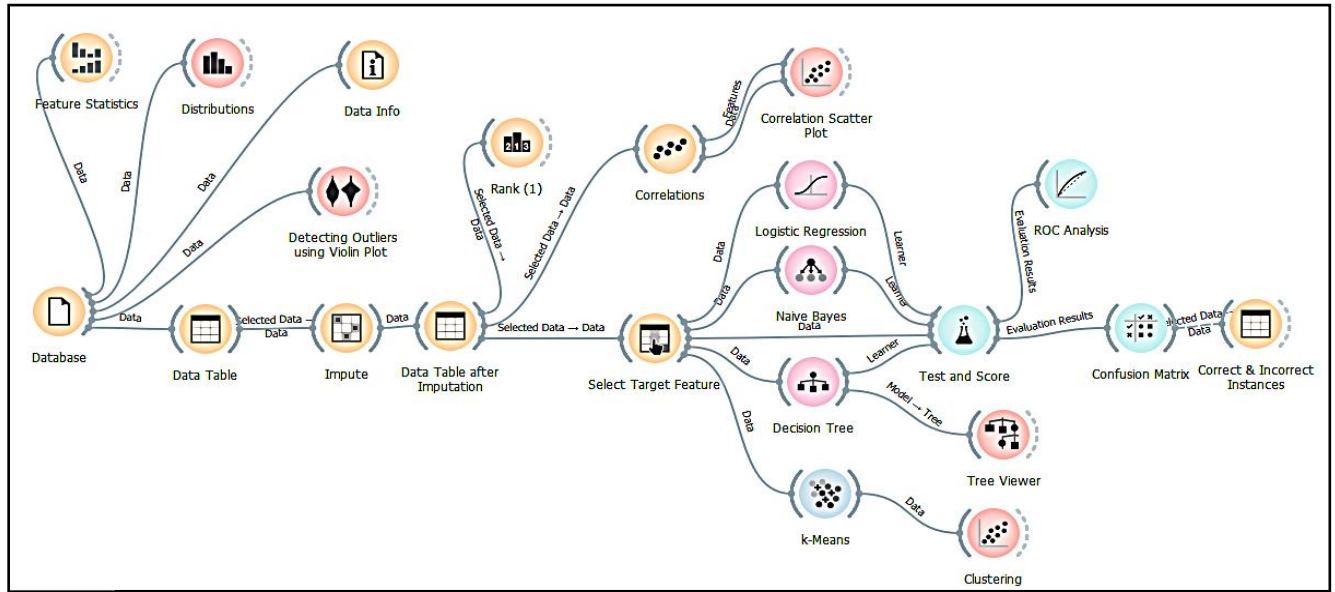 Feature Statistics
Distributions
Data Info
Correlation Scatter
Plot
Features
Data
Data
Data
Data
Rank (1)
Correlations
Detecting Outliers
using Violin Plot
Data
Selected Data →
Data
Selected Data → Data
Logistic Regression
ROC Analysis
Data
Learner
Evaluation Results
Data
Naive Bayes
Learner
Database
Data
Data Table
Selected Data →
Data
Impute
Data
Data Table after
Imputation
Selected Data → Data
Select Target Feature
Data
Test and Score
Evaluation Results
Confusion Matrix
Selected Data →
Data
Correct & Incorrect
Instances
Data
Decision Tree
Learner
Model → Tree
Tree Viewer
Data
k-Means
Data
Clustering
2 1 3